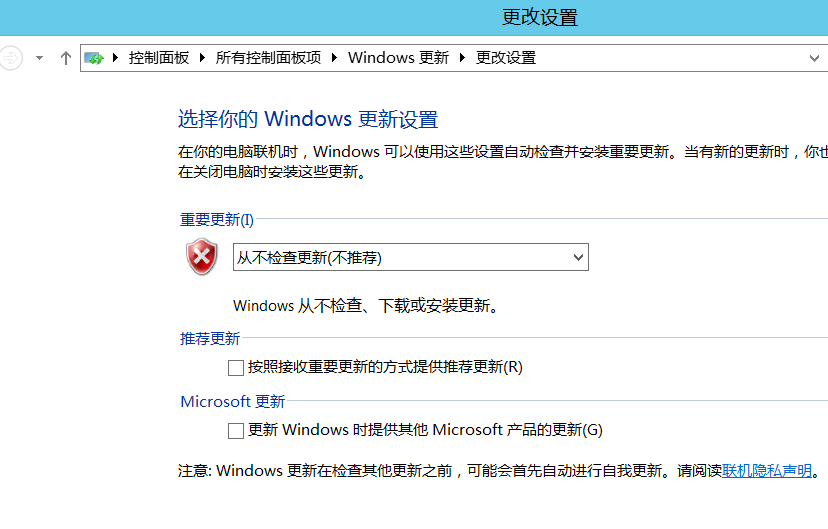 更改设置
控制面板 所有控制面板项 Windows 更新 更改设置
选择你的 Windows 更新设置
在你的电脑联机时，Windows 可以使用这些设置自动检查并安装重要更新。当有新的更新时，你也
在关闭电脑时安装这些更新。
重要更新(I)
从不检查更新(不推荐)
Windows 从不检查、下载或安装更新。
推荐更新
按照接收重要更新的方式提供推荐更新(R)
Microsoft 更新
更新 Windows 时提供其他 Microsoft 产品的更新(G)
注意: Windows 更新在检查其他更新之前，可能会首先自动进行自我更新。请阅读联机隐私声明。